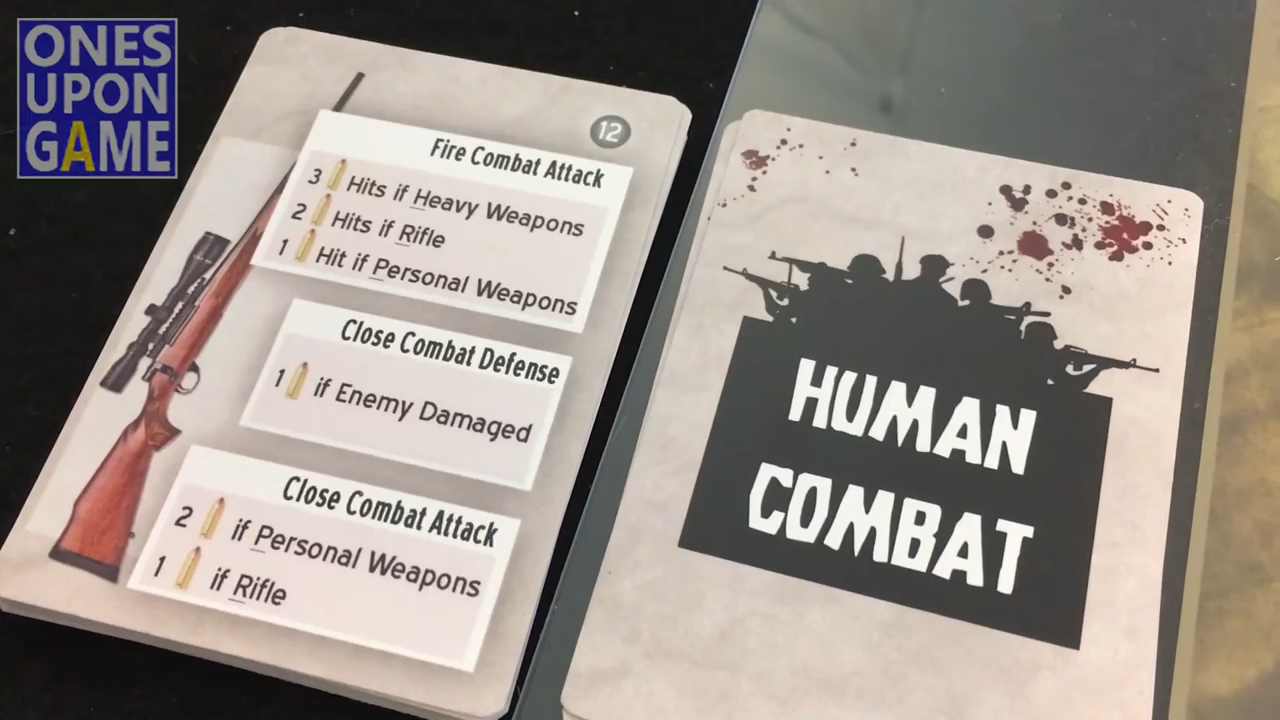 ONES
UPON
GAME
12
Fire Combat Attack
3 Hits if Heavy Weapons
2 Hits if Rifle
1 Hit if Personal Weapons
Close Combat Defense
1 if Enemy Damaged
Close Combat Attack
2 if Personal Weapons
1 if Rifle
HUMAN
COMBAT